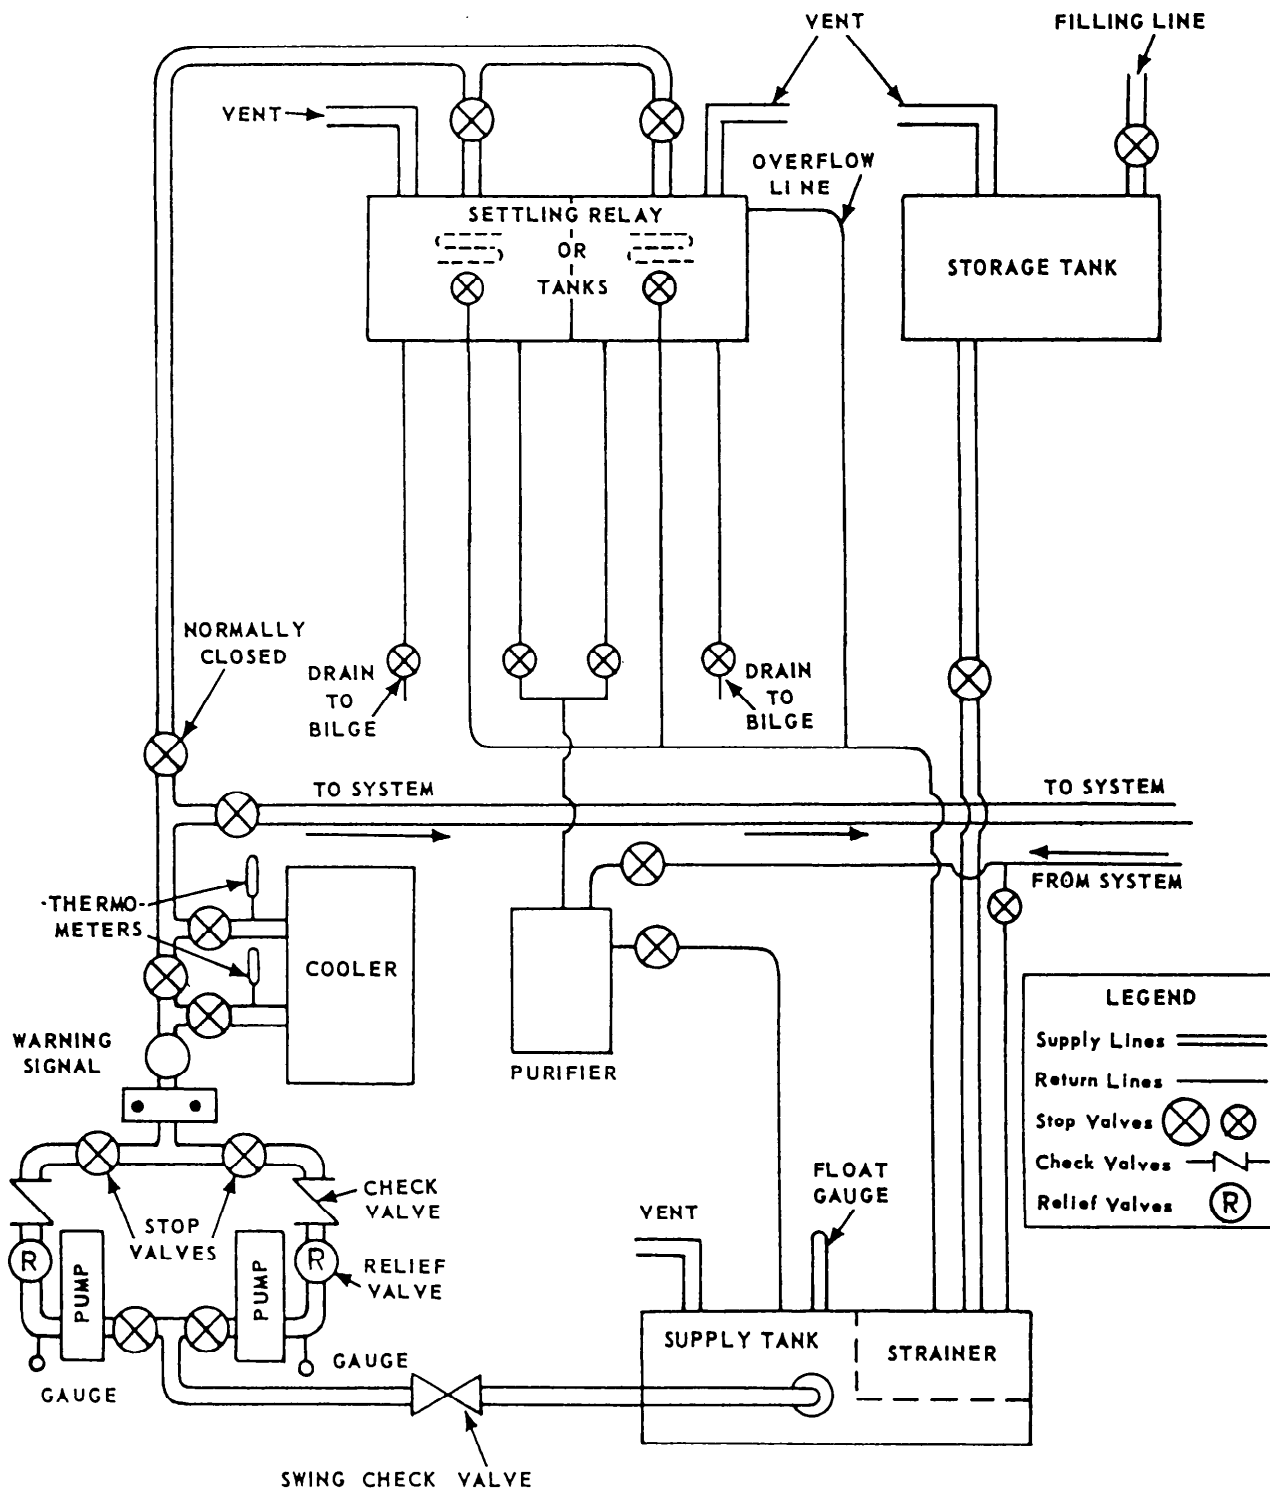 VENT
FILLING LINE
VENT
OVERFLOW
LINE
SETTLING RELAY
OR
TANKS
STORAGE TANK
NORMALLY
CLOSED
DRAIN
TO
BILGE
DRAIN
TO
BILGE
TO SYSTEM
TO SYSTEM
FROM SYSTEM
THERMO-
METERS
COOLER
PURIFIER
WARNING
SIGNAL
LEGEND
Supply Lines
Return Lines
Stop Valves
Check Valves
Relief Valves R
CHECK
VALVE
STOP
VALVES
R
PUMP
PUMP
R
RELIEF
VALVE
GAUGE
GAUGE
VENT
FLOAT
GAUGE
SUPPLY TANK
STRAINER
SWING CHECK VALVE